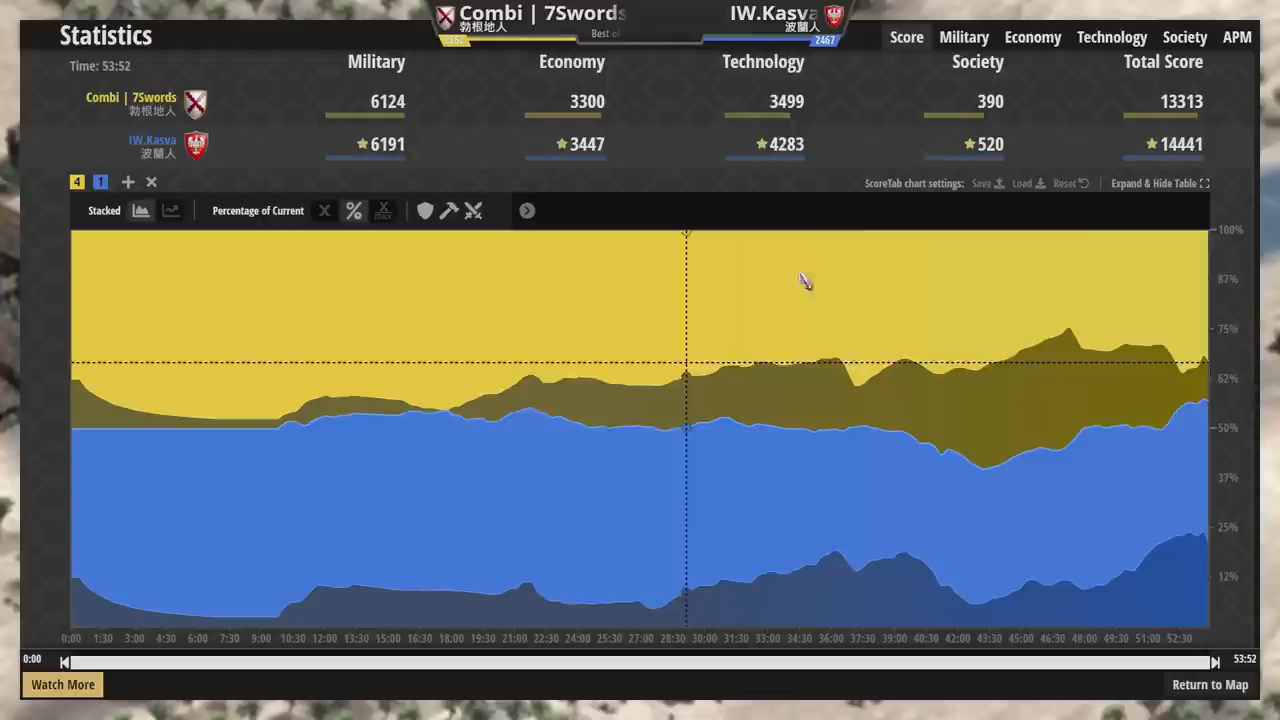 Combi | 7Swords
勃根地人
IW.Kasva
波蘭人
Best of
2467
Statistics
Score Military Economy Technology Society APM
Time: 53:52
Military Economy Technology Society Total Score
Combi | 7Swords
勃根地人
6124 3300 3499 390 13313
IW.Kasva
波蘭人
6191 3447 4283 520 14441
4 1
ScoreTab chart settings: Save Load Reset Expand & Hide Table
Stacked Percentage of Current X % X max
100%
87%
75%
62%
50%
37%
25%
12%
0:00 1:30 3:00 4:30 6:00 7:30 9:00 10:30 12:00 13:30 15:00 16:30 18:00 19:30 21:00 22:30 24:00 25:30 27:00 28:30 30:00 31:30 33:00 34:30 36:00 37:30 39:00 40:30 42:00 43:30 45:00 46:30 48:00 49:30 51:00 52:30
0:00 53:52
Watch More Return to Map